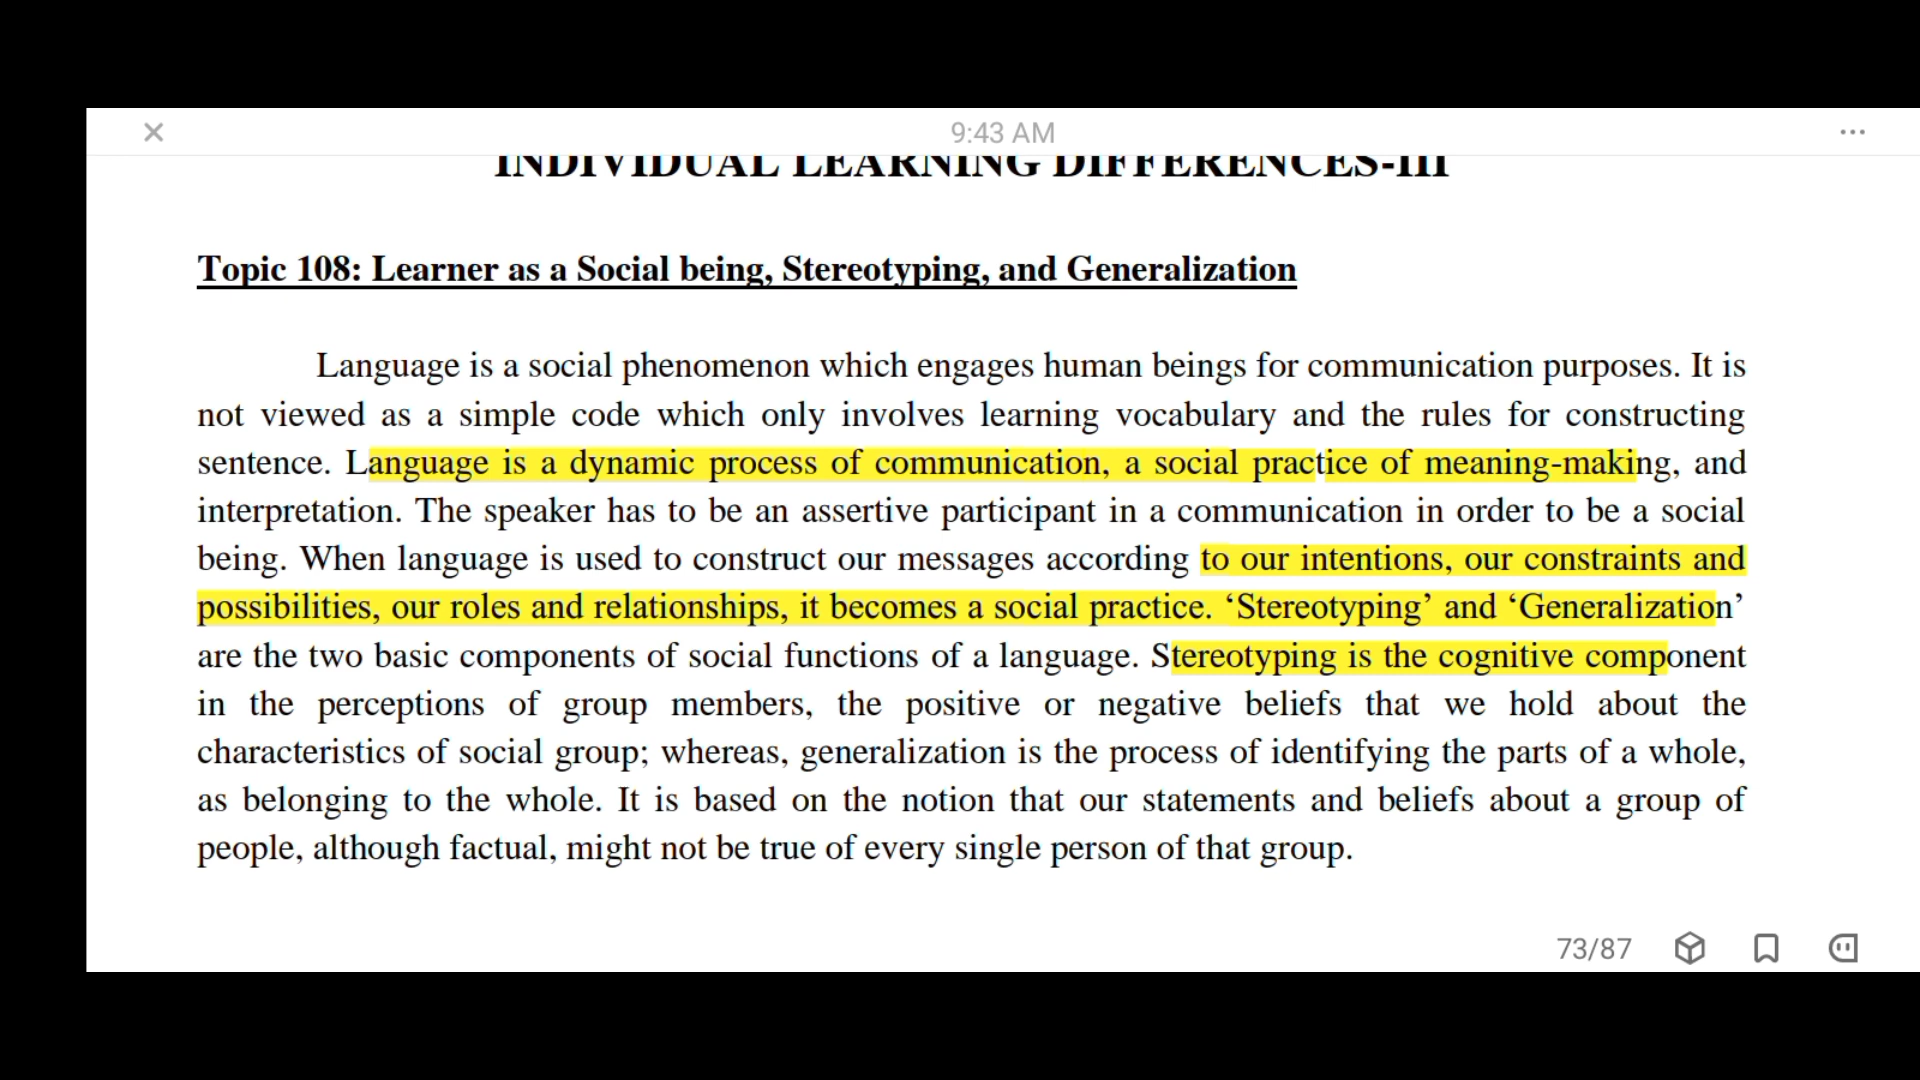 9:43 AM
INDIVIDUAL LEARNING DIFFERENCES-III
Topic 108: Learner as a Social being, Stereotyping, and Generalization
Language is a social phenomenon which engages human beings for communication purposes. It is
not viewed as a simple code which only involves learning vocabulary and the rules for constructing
sentence. Language is a dynamic process of communication, a social practice of meaning-making, and
interpretation. The speaker has to be an assertive participant in a communication in order to be a social
being. When language is used to construct our messages according to our intentions, our constraints and
possibilities, our roles and relationships, it becomes a social practice. ‘Stereotyping’ and ‘Generalization’
are the two basic components of social functions of a language. Stereotyping is the cognitive component
in the perceptions of group members, the positive or negative beliefs that we hold about the
characteristics of social group; whereas, generalization is the process of identifying the parts of a whole,
as belonging to the whole. It is based on the notion that our statements and beliefs about a group of
people, although factual, might not be true of every single person of that group.
73/87